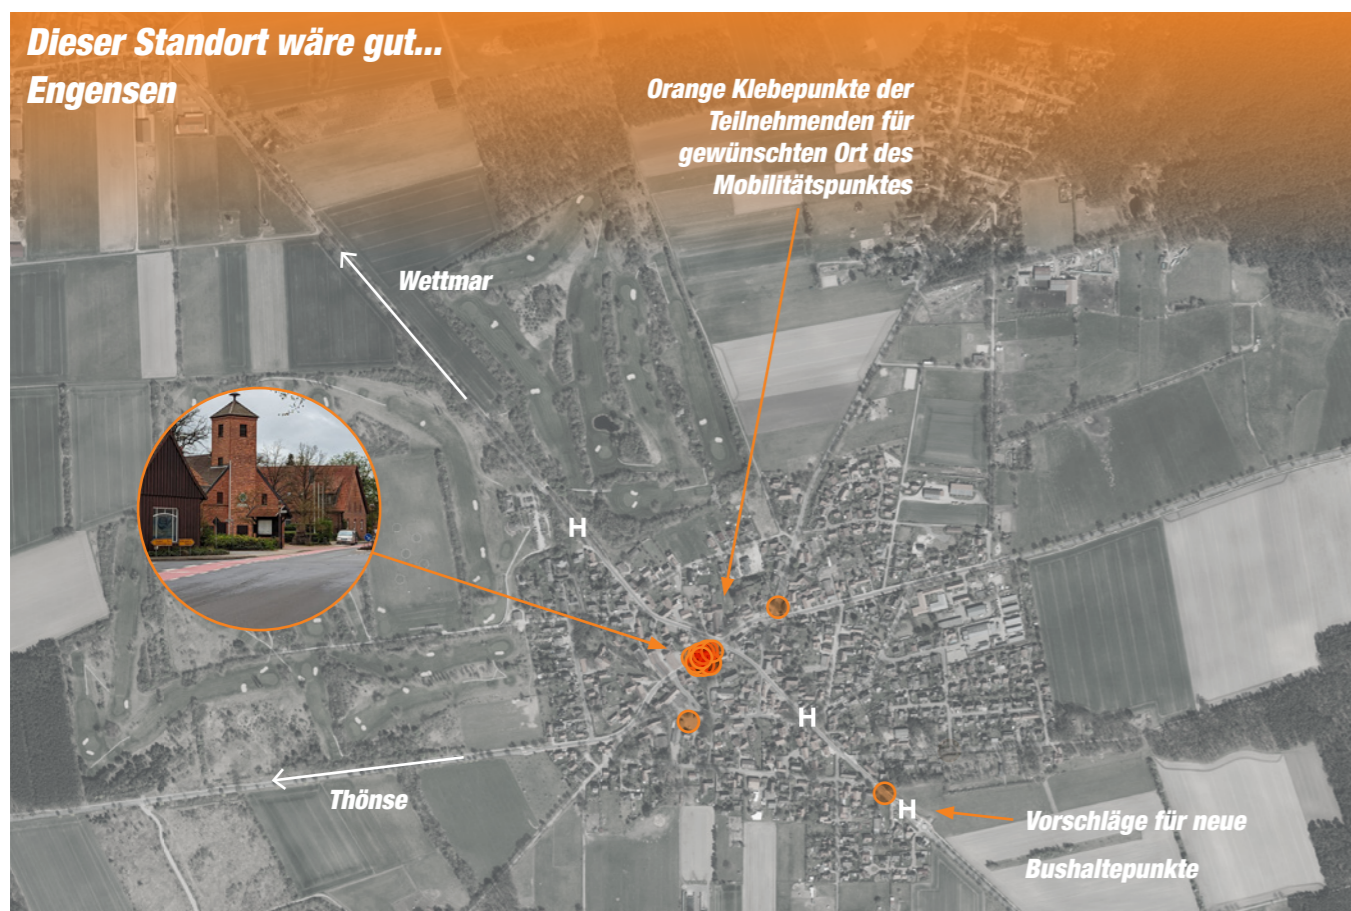 Dieser Standort wäre gut...
Engensen
Orange Klebepunkte der
Teilnehmenden für
gewünschten Ort des
Mobilitätspunktes
Wettmar
H
H
Thönse
H
Vorschläge für neue
Bushaltepunkte